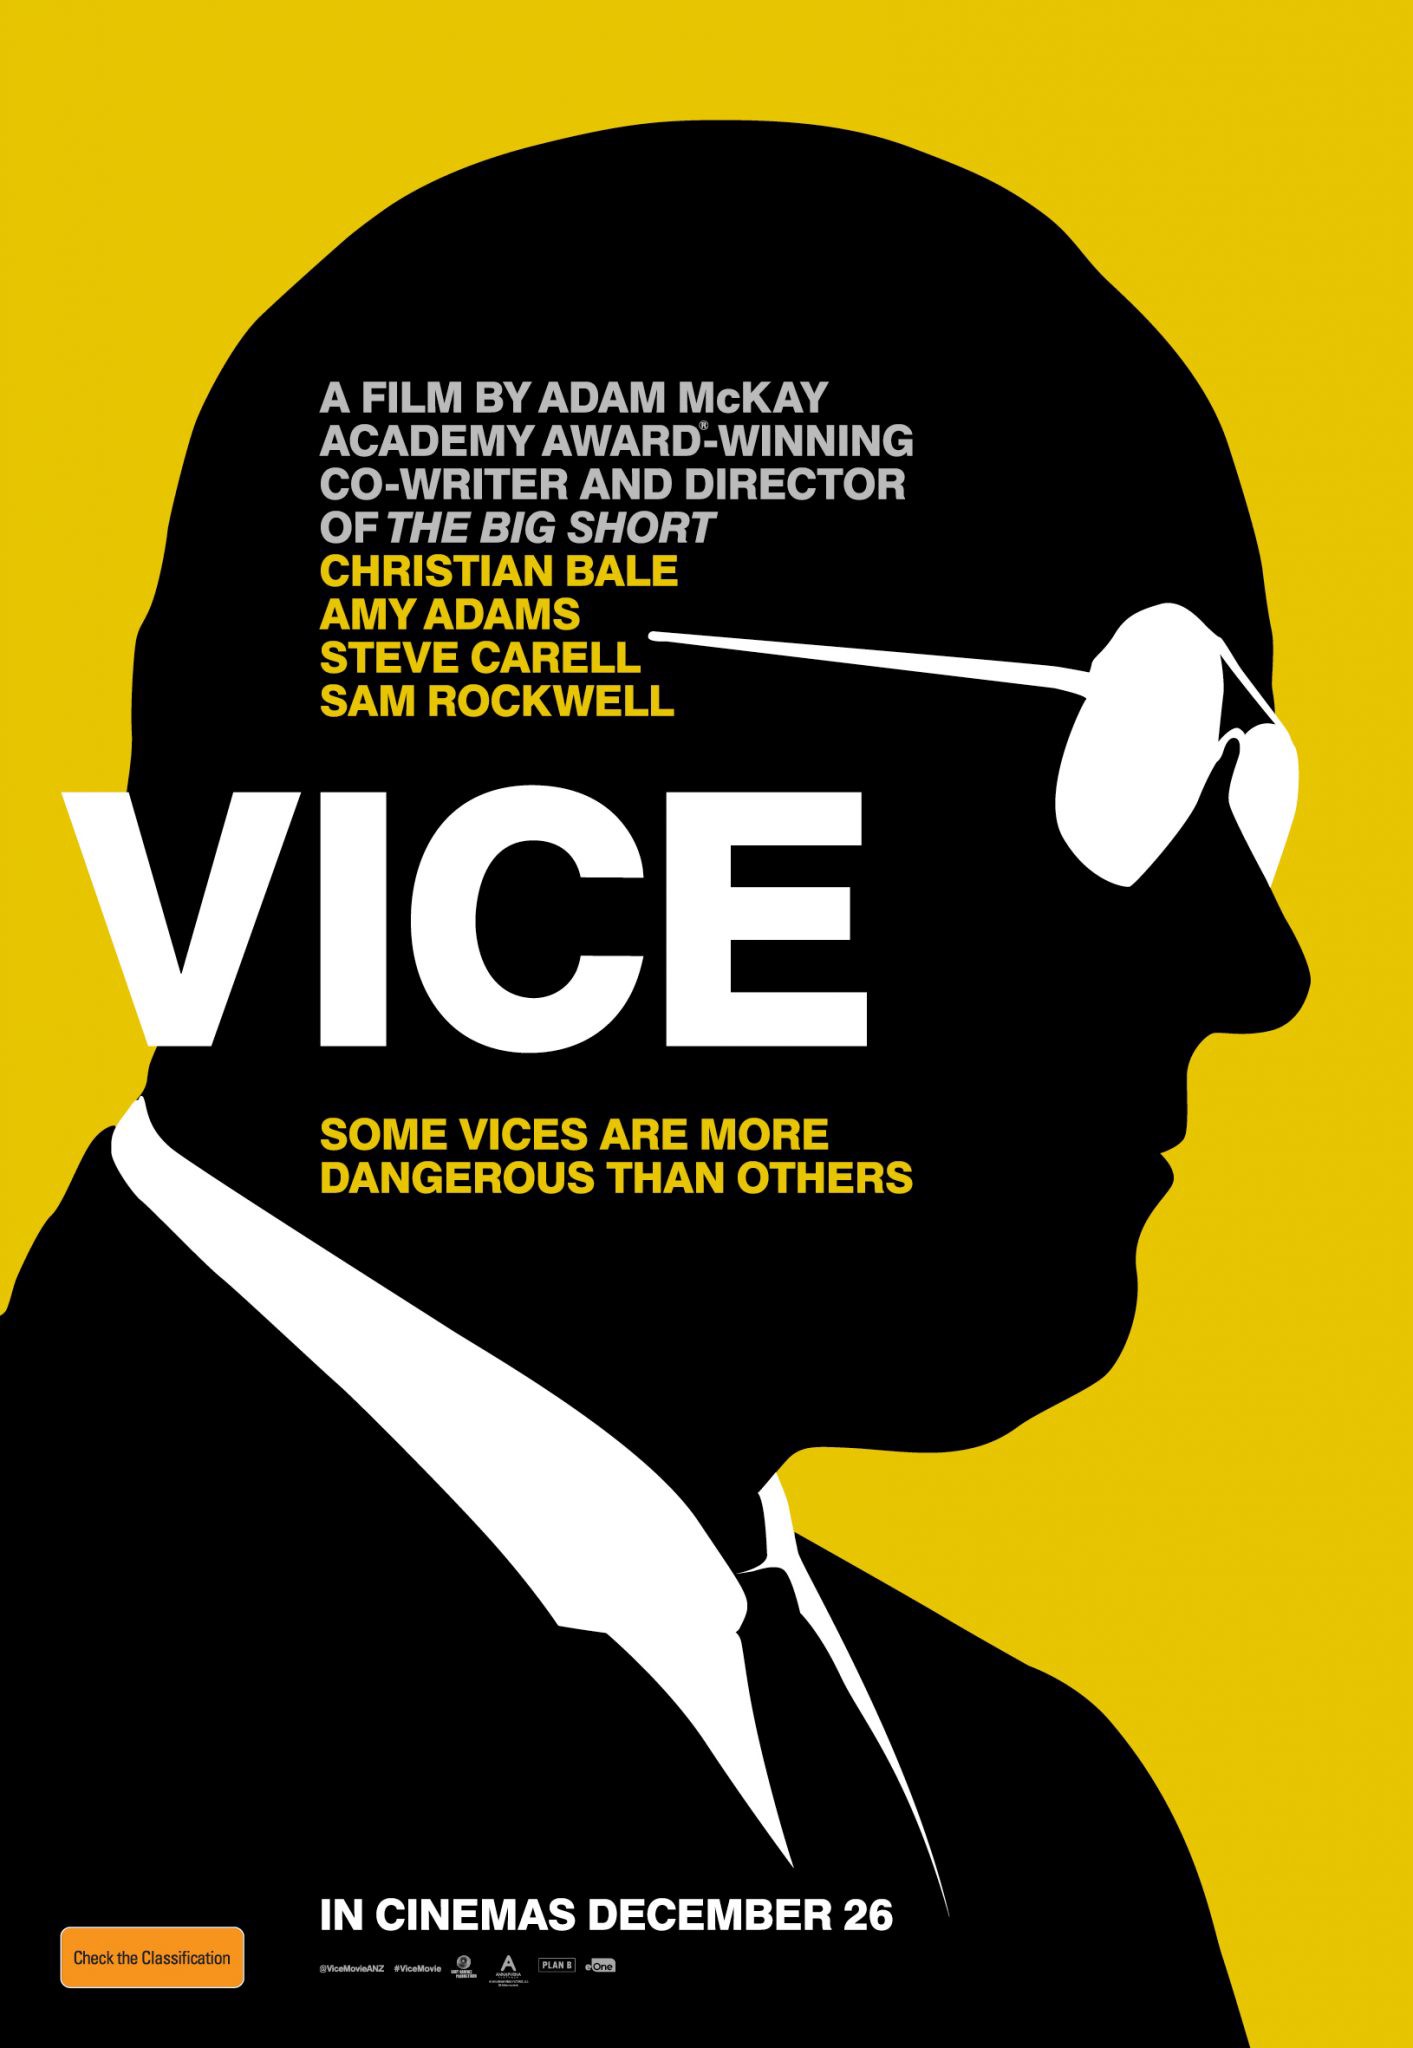 A FILM BY ADAM McKAY
ACADEMY AWARD®-WINNING
CO-WRITER AND DIRECTOR
OF THE BIG SHORT
CHRISTIAN BALE
AMY ADAMS
STEVE CARELL
SAM ROCKWELL
VICE
SOME VICES ARE MORE
DANGEROUS THAN OTHERS
IN CINEMAS DECEMBER 26
Check the Classification
@ViceMovieANZ #ViceMovie
ANNAPURNA
PLAN B
eOne